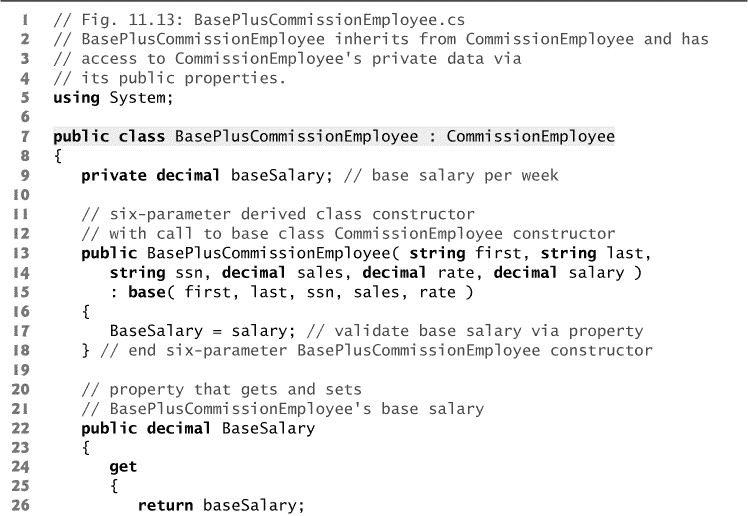 1 // Fig. 11.13: BasePlusCommissionEmployee.cs
2 // BasePlusCommissionEmployee inherits from CommissionEmployee and has
3 // access to CommissionEmployee's private data via
4 // its public properties.
5 using System;
6
7 public class BasePlusCommissionEmployee : CommissionEmployee
8 {
9 private decimal baseSalary; // base salary per week
10
11 // six-parameter derived class constructor
12 // with call to base class CommissionEmployee constructor
13 public BasePlusCommissionEmployee( string first, string last,
14 string ssn, decimal sales, decimal rate, decimal salary )
15 : base( first, last, ssn, sales, rate )
16 {
17 BaseSalary = salary; // validate base salary via property
18 } // end six-parameter BasePlusCommissionEmployee constructor
19
20 // property that gets and sets
21 // BasePlusCommissionEmployee's base salary
22 public decimal BaseSalary
23 {
24 get
25 {
26 return baseSalary;